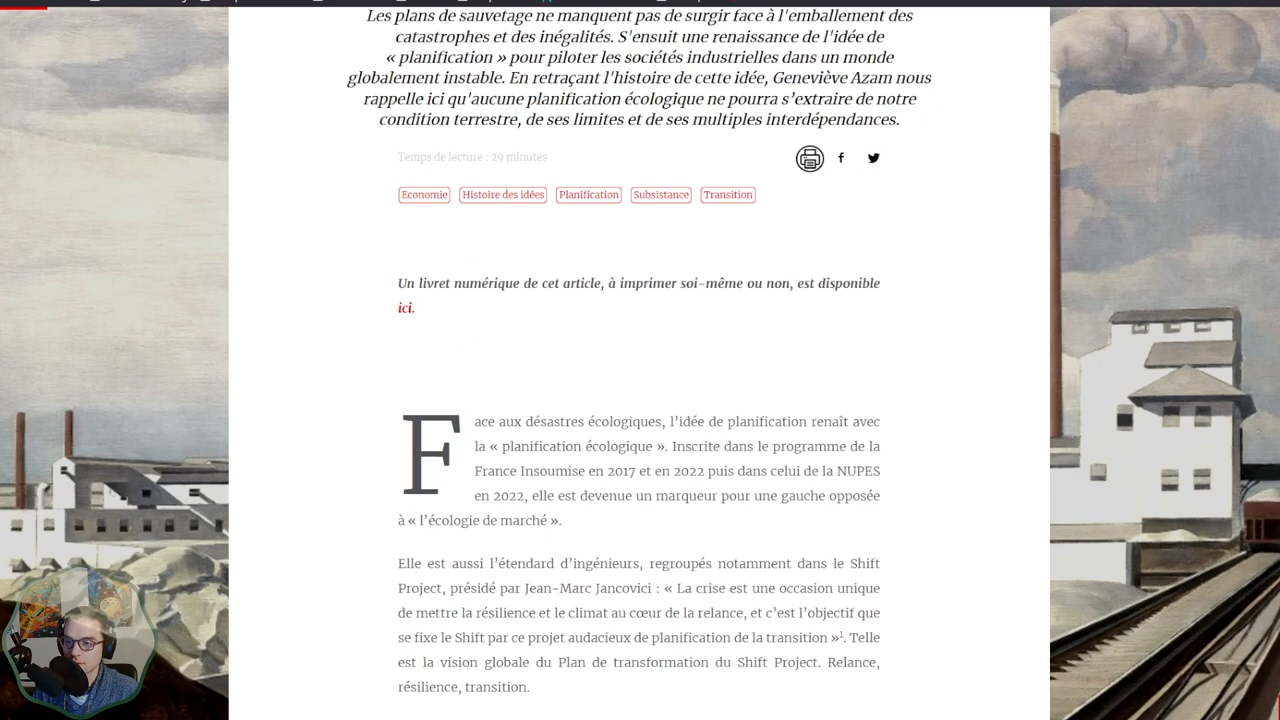 Les plans de sauvetage ne manquent pas de surgir face à l'emballement des
catastrophes et des inégalités. S'ensuit une renaissance de l'idée de
« planification » pour piloter les sociétés industrielles dans un monde
globalement instable. En retraçant l'histoire de cette idée, Geneviève Azam nous
rappelle ici qu'aucune planification écologique ne pourra s’extraire de notre
condition terrestre, de ses limites et de ses multiples interdépendances.
Temps de lecture : 29 minutes
Economie Histoire des idées Planification Subsistance Transition
Un livret numérique de cet article, à imprimer soi-même ou non, est disponible
ici.
Face aux désastres écologiques, l’idée de planification renaît avec
la « planification écologique ». Inscrite dans le programme de la
France Insoumise en 2017 et en 2022 puis dans celui de la NUPES
en 2022, elle est devenue un marqueur pour une gauche opposée
à « l’écologie de marché ».
Elle est aussi l’étendard d’ingénieurs, regroupés notamment dans le Shift
Project, présidé par Jean-Marc Jancovici : « La crise est une occasion unique
de mettre la résilience et le climat au cœur de la relance, et c’est l’objectif que
se fixe le Shift par ce projet audacieux de planification de la transition »1. Telle
est la vision globale du Plan de transformation du Shift Project. Relance,
résilience, transition.